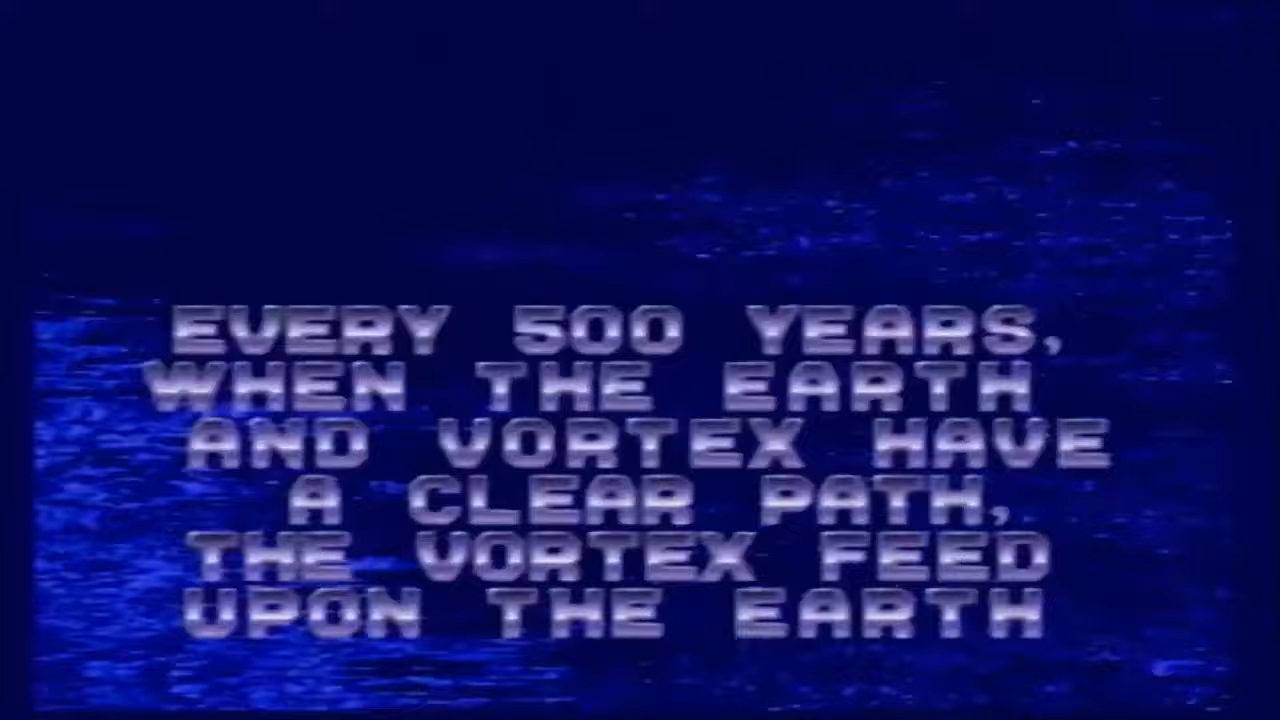 EVERY 500 YEARS,
WHEN THE EARTH
AND VORTEX HAVE
A CLEAR PATH,
THE VORTEX FEED
UPON THE EARTH